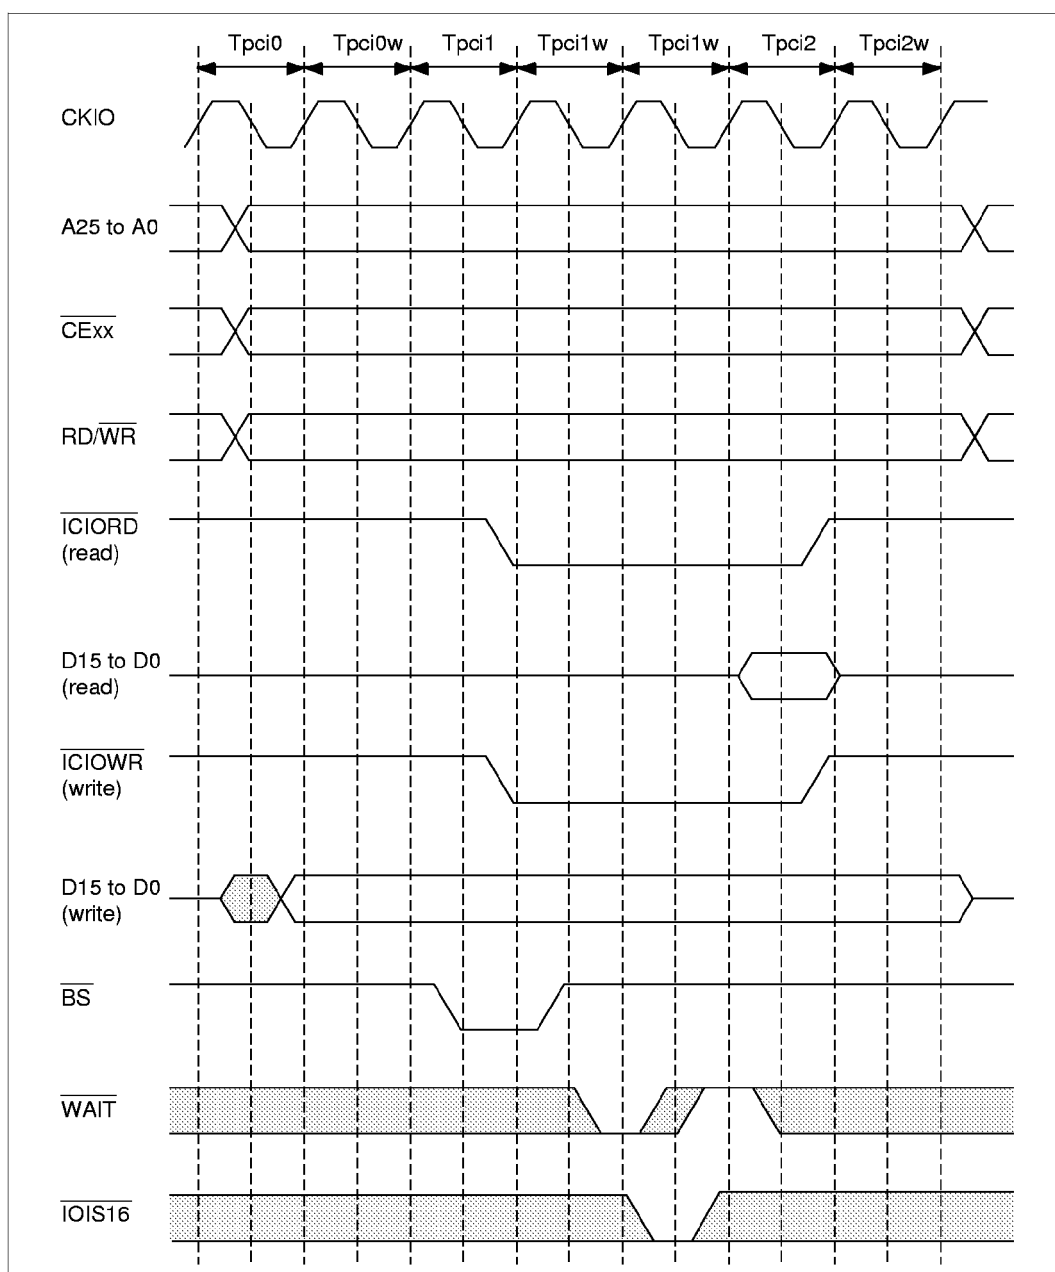 Tpci0 Tpci0w Tpci1 Tpci1w Tpci1w Tpci2 Tpci2w
CKIO
A25 to A0
CExx
RD/WR
ICIORD
(read)
D15 to D0
(read)
ICIOWR
(write)
D15 to D0
(write)
BS
WAIT
IOIS16